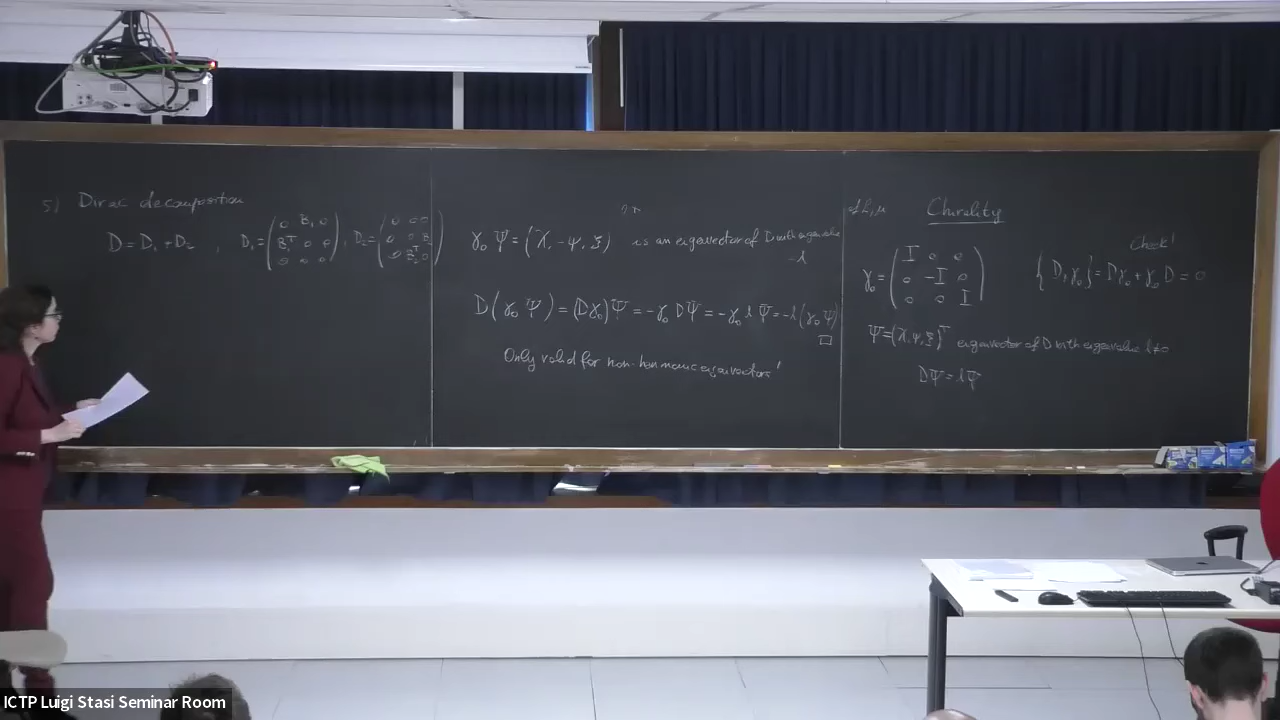 5) Dirac decomposition
D = D₁ + D₂ , D₁ = ( 0 B₁ 0 ; B₁ᵀ 0 0 ; 0 0 0 ), D₂ = ( 0 0 0 ; 0 0 B₂ ; 0 B₂ᵀ 0 )
γ₀ Ψ = (χ, -ψ, ξ) is an eigenvector of D with eigenvalue
-λ
D(γ₀ Ψ) = (Dγ₀)Ψ = -γ₀ DΨ = -γ₀ λ Ψ = -λ(γ₀ Ψ)
□
Only valid for non-harmonic eigenvectors!
Chirality
Check!
γ₀ = ( I 0 0 ; 0 -I 0 ; 0 0 I ) {D, γ₀} = Dγ₀ + γ₀ D = 0
Ψ = (χ, ψ, ξ)ᵀ eigenvector of D with eigenvalue λ≠0
DΨ = λΨ
ICTP Luigi Stasi Seminar Room